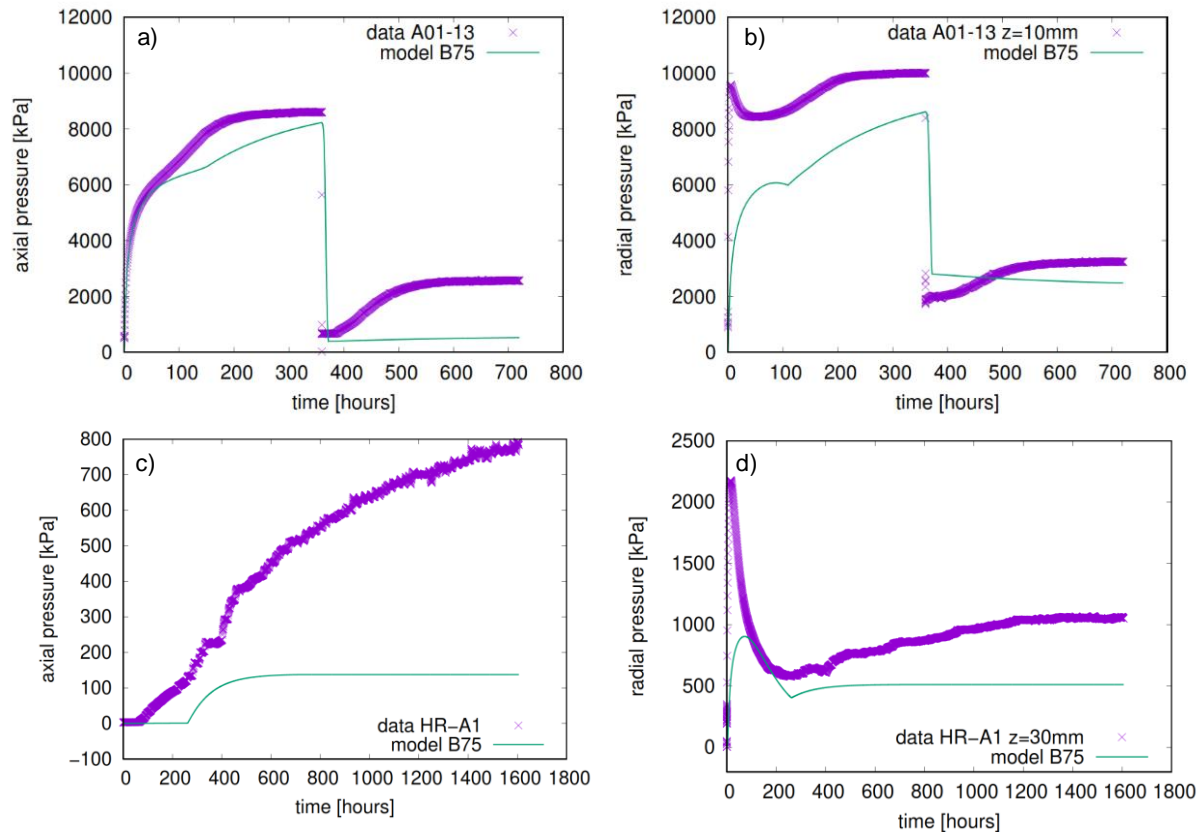 a)
data A01-13
model B75
axial pressure [kPa]
12000
10000
8000
6000
4000
2000
0
0 100 200 300 400 500 600 700 800
time [hours]
b)
data A01-13 z=10mm
model B75
radial pressure [kPa]
12000
10000
8000
6000
4000
2000
0
0 100 200 300 400 500 600 700 800
time [hours]
c)
data HR-A1
model B75
axial pressure [kPa]
800
700
600
500
400
300
200
100
0
-100
0 200 400 600 800 1000 1200 1400 1600 1800
time [hours]
d)
data HR-A1 z=30mm
model B75
radial pressure [kPa]
2500
2000
1500
1000
500
0
0 200 400 600 800 1000 1200 1400 1600 1800
time [hours]